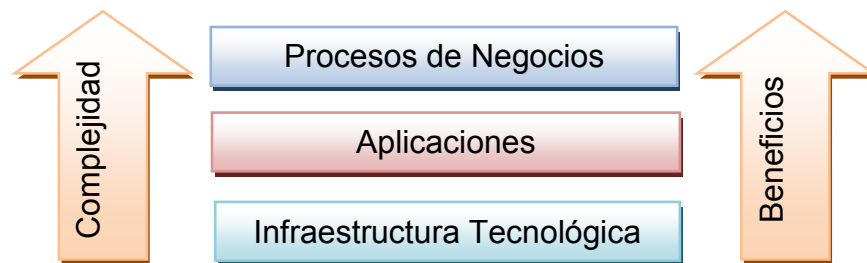 Complejidad
Procesos de Negocios
Aplicaciones
Infraestructura Tecnológica
Beneficios